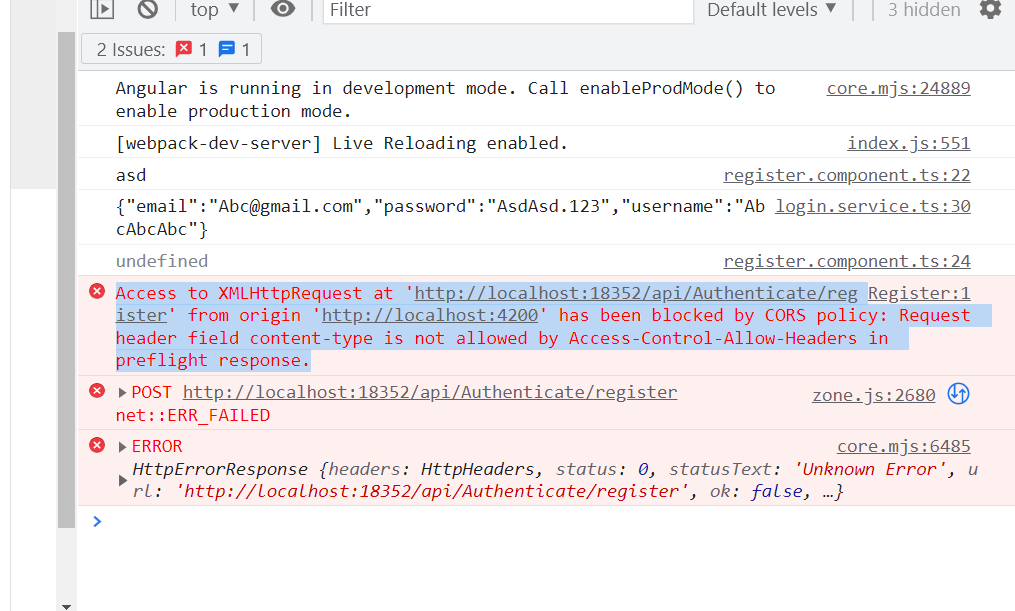 top ▼ Filter Default levels ▼ 3 hidden
2 Issues: 1 1
Angular is running in development mode. Call enableProdMode() to core.mjs:24889
enable production mode.
[webpack-dev-server] Live Reloading enabled. index.js:551
asd register.component.ts:22
{"email":"Abc@gmail.com","password":"AsdAsd.123","username":"Ab login.service.ts:30
cAbcAbc"}
undefined register.component.ts:24
Access to XMLHttpRequest at 'http://localhost:18352/api/Authenticate/reg Register:1
ister' from origin 'http://localhost:4200' has been blocked by CORS policy: Request
header field content-type is not allowed by Access-Control-Allow-Headers in
preflight response.
▶POST http://localhost:18352/api/Authenticate/register zone.js:2680
net::ERR_FAILED
▶ERROR core.mjs:6485
HttpErrorResponse {headers: HttpHeaders, status: 0, statusText: 'Unknown Error', u
▶rl: 'http://localhost:18352/api/Authenticate/register', ok: false, …}
>